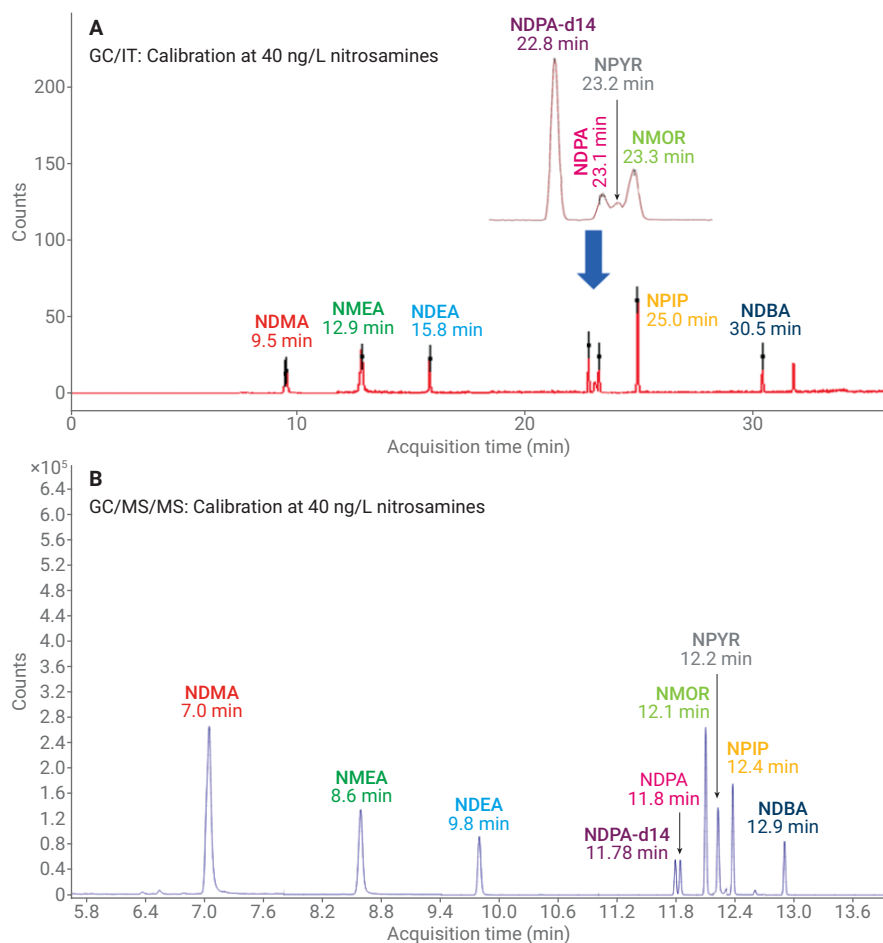 A
GC/IT: Calibration at 40 ng/L nitrosamines
NDPA-d14
22.8 min
NPYR
23.2 min
NDPA
23.1 min
NMOR
23.3 min
NDMA
9.5 min
NMEA
12.9 min
NDEA
15.8 min
NPIP
25.0 min
NDBA
30.5 min
Counts
200
150
100
50
0
0 10 20 30
Acquisition time (min)
B
GC/MS/MS: Calibration at 40 ng/L nitrosamines
×10⁵
6.4
6.0
5.6
5.2
4.8
4.4
4.0
3.6
3.2
2.8
2.4
2.0
1.6
1.2
0.8
0.4
0
Counts
NDMA
7.0 min
NMEA
8.6 min
NDEA
9.8 min
NDPA-d14
11.78 min
NDPA
11.8 min
NMOR
12.1 min
NPYR
12.2 min
NPIP
12.4 min
NDBA
12.9 min
5.8 6.4 7.0 7.6 8.2 8.8 9.4 10.0 10.6 11.2 11.8 12.4 13.0 13.6
Acquisition time (min)